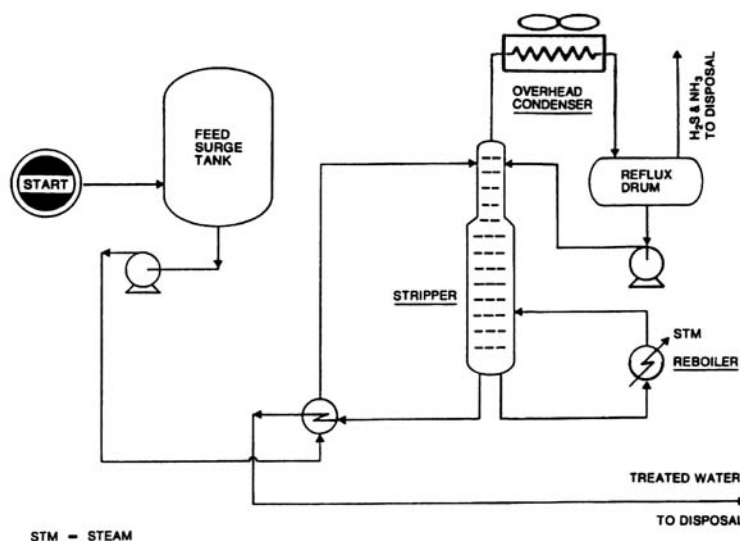 START
FEED
SURGE
TANK
OVERHEAD
CONDENSER
H₂S & NH₃
TO DISPOSAL
REFLUX
DRUM
STRIPPER
STM
REBOILER
TREATED WATER
TO DISPOSAL
STM = STEAM